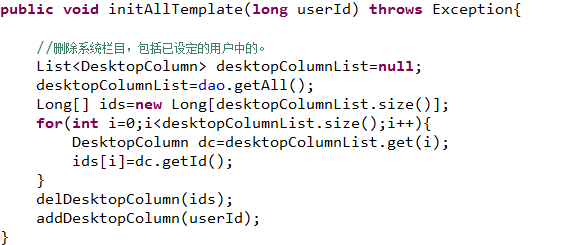 public void initAllTemplate(long userId) throws Exception{
//删除系统栏目，包括已设定的用户中的。
List<DesktopColumn> desktopColumnList=null;
desktopColumnList=dao.getAll();
Long[] ids=new Long[desktopColumnList.size()];
for(int i=0;i<desktopColumnList.size();i++){
DesktopColumn dc=desktopColumnList.get(i);
ids[i]=dc.getId();
}
delDesktopColumn(ids);
addDesktopColumn(userId);
}